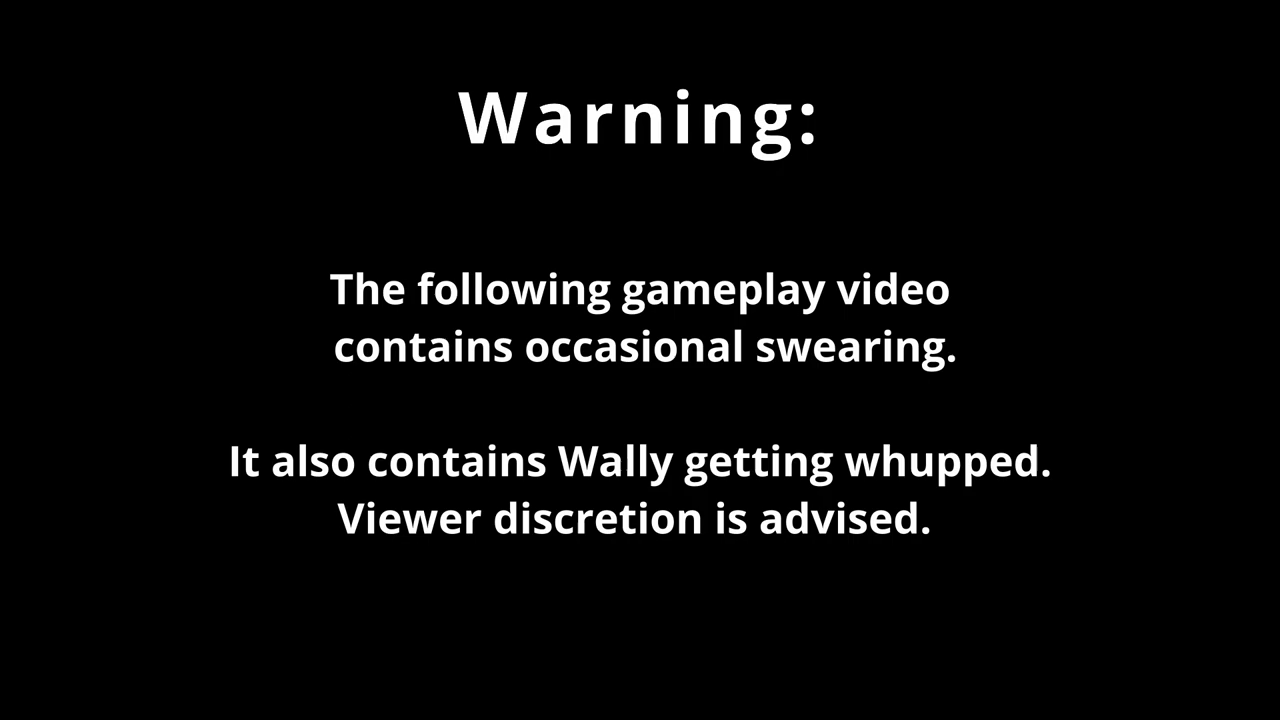 Warning:
The following gameplay video
contains occasional swearing.
It also contains Wally getting whupped.
Viewer discretion is advised.